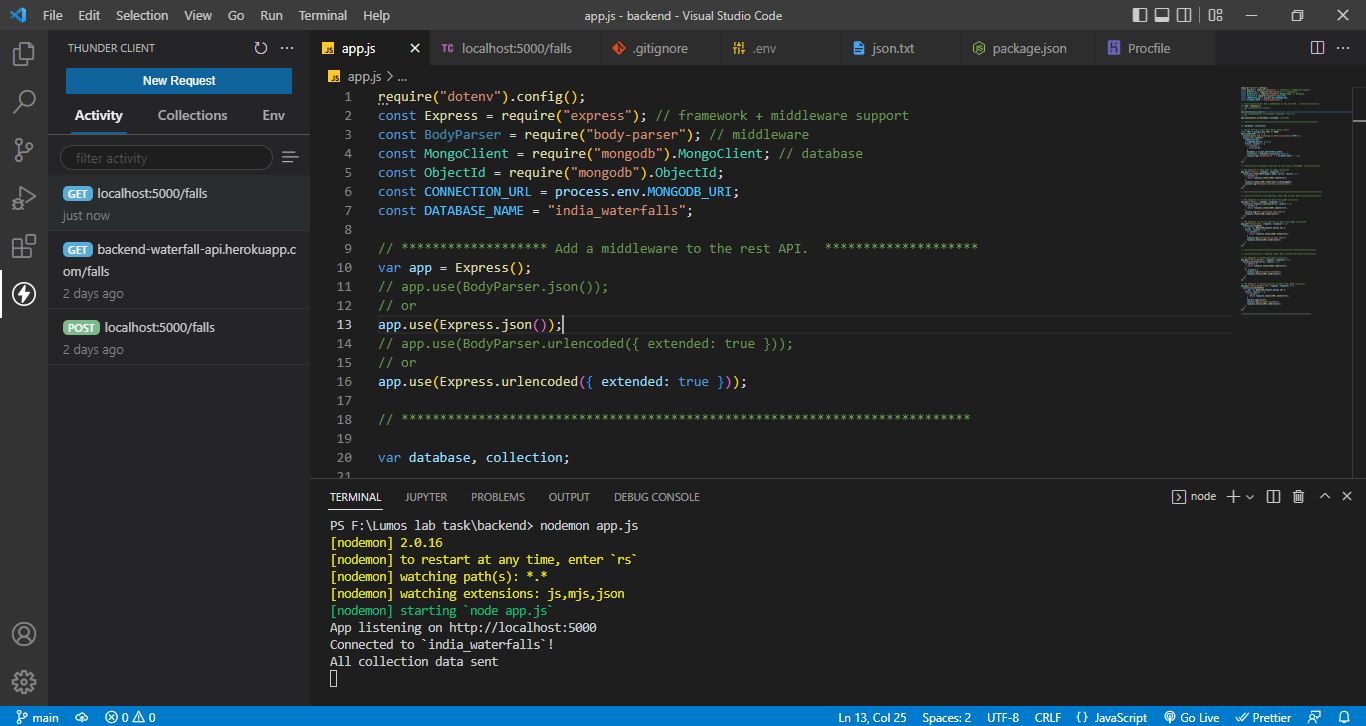 File Edit Selection View Go Run Terminal Help app.js - backend - Visual Studio Code
THUNDER CLIENT
New Request
Activity Collections Env
filter activity
GET localhost:5000/falls
just now
GET backend-waterfall-api.herokuapp.c
om/falls
2 days ago
POST localhost:5000/falls
2 days ago
JS app.js TC localhost:5000/falls .gitignore .env json.txt package.json Procfile
JS app.js > ...
1 require("dotenv").config();
2 const Express = require("express"); // framework + middleware support
3 const BodyParser = require("body-parser"); // middleware
4 const MongoClient = require("mongodb").MongoClient; // database
5 const ObjectId = require("mongodb").ObjectId;
6 const CONNECTION_URL = process.env.MONGODB_URI;
7 const DATABASE_NAME = "india_waterfalls";
8
9 // ******************* Add a middleware to the rest API.  ********************
10 var app = Express();
11 // app.use(BodyParser.json());
12 // or
13 app.use(Express.json());
14 // app.use(BodyParser.urlencoded({ extended: true }));
15 // or
16 app.use(Express.urlencoded({ extended: true }));
17
18 // **************************************************************************
19
20 var database, collection;
21
TERMINAL JUPYTER PROBLEMS OUTPUT DEBUG CONSOLE node
PS F:\Lumos lab task\backend> nodemon app.js
[nodemon] 2.0.16
[nodemon] to restart at any time, enter `rs`
[nodemon] watching path(s): *.*
[nodemon] watching extensions: js,mjs,json
[nodemon] starting `node app.js`
App listening on http://localhost:5000
Connected to `india_waterfalls`!
All collection data sent
main 0 0 Ln 13, Col 25 Spaces: 2 UTF-8 CRLF {} JavaScript Go Live Prettier